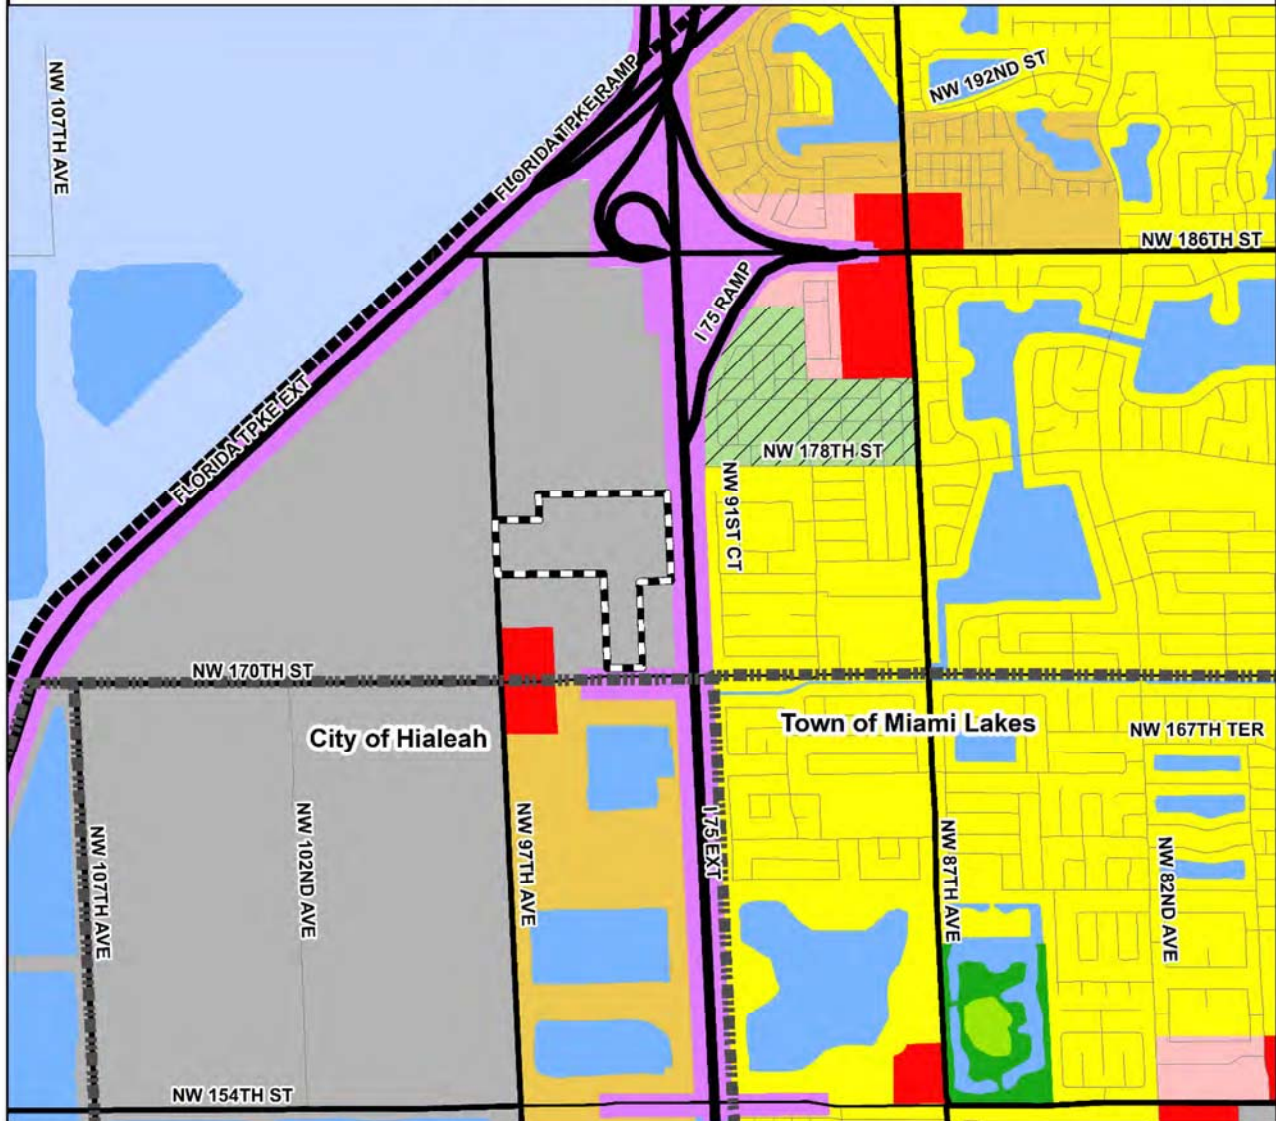 NW 107TH AVE
FLORIDA TPKE RAMP
NW 192ND ST
NW 186TH ST
I 75 RAMP
FLORIDA TPKE EXT
NW 178TH ST
NW 91ST CT
NW 170TH ST
City of Hialeah
Town of Miami Lakes
NW 167TH TER
NW 107TH AVE
NW 102ND AVE
NW 97TH AVE
I 75 EXT
NW 87TH AVE
NW 82ND AVE
NW 154TH ST